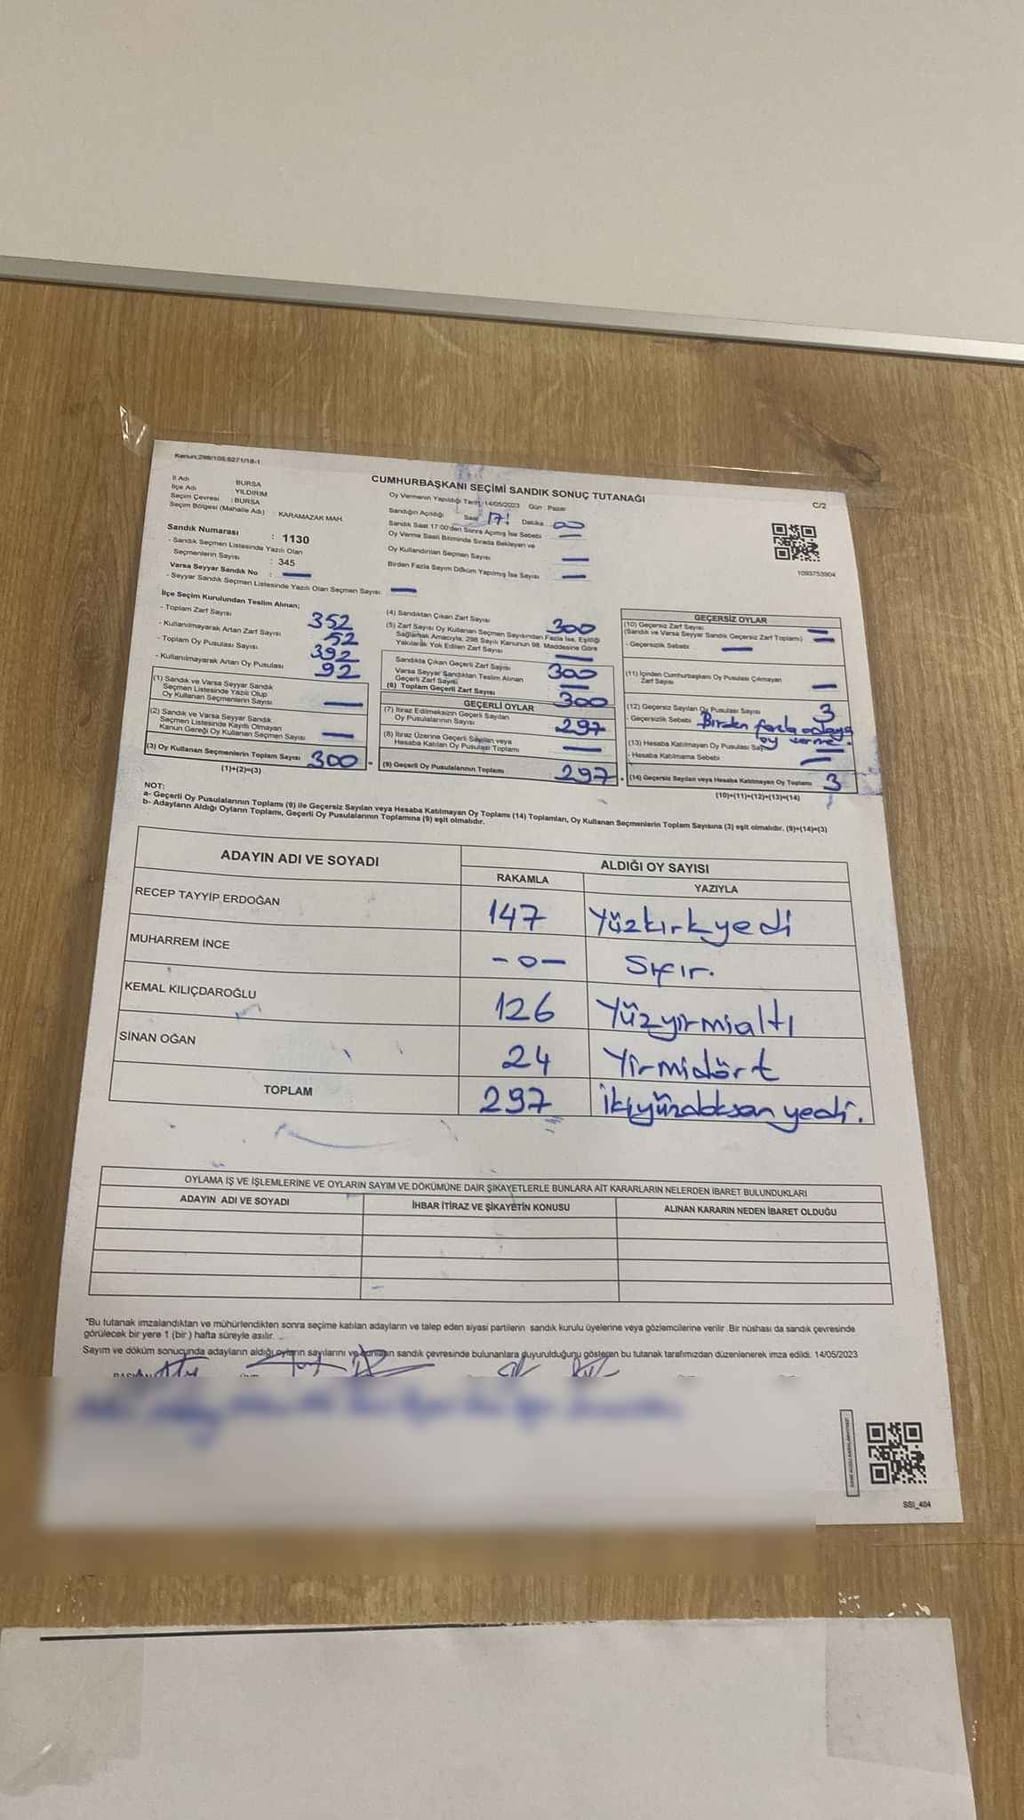 Kanun:298/105:6271/18-1
CUMHURBAŞKANI SEÇİMİ SANDIK SONUÇ TUTANAĞI
C/2
İl Adı BURSA
İlçe Adı YILDIRIM
Seçim Çevresi : BURSA
Seçim Bölgesi (Mahalle Adı) : KARAMAZAK MAH.
Sandık Numarası : 1130
- Sandık Seçmen Listesinde Yazılı Olan
Seçmenlerin Sayısı : 345
Varsa Seyyar Sandık No : —
- Seyyar Sandık Seçmen Listesinde Yazılı Olan Seçmen Sayısı —
Oy Vermenin Yapıldığı Tarih: 14/05/2023 Gün : Pazar
Sandığın Açıldığı Saat 17: Dakika 00
Sandık Saat 17:00'den Sonra Açılmış İse Sebebi —
Oy Verme Saati Bitiminde Sırada Bekleyen ve
Oy Kullandırılan Seçmen Sayısı —
Birden Fazla Sayım Döküm Yapılmış İse Sayısı —
1093753904
İlçe Seçim Kurulundan Teslim Alınan;
- Toplam Zarf Sayısı 352
- Kullanılmayarak Artan Zarf Sayısı 52
- Toplam Oy Pusulası Sayısı 392
- Kullanılmayarak Artan Oy Pusulası 92
(1) Sandık ve Varsa Seyyar Sandık
Seçmen Listesinde Yazılı Olup
Oy Kullanan Seçmenlerin Sayısı —
(2) Sandık ve Varsa Seyyar Sandık
Seçmen Listesinde Kayıtlı Olmayan
Kanun Gereği Oy Kullanan Seçmen Sayısı —
(3) Oy Kullanan Seçmenlerin Toplam Sayısı 300
(1)+(2)=(3)
(4) Sandıktan Çıkan Zarf Sayısı 300
(5) Zarf Sayısı Oy Kullanan Seçmen Sayısından Fazla İse, Eşitliği
Sağlamak Amacıyla, 298 Sayılı Kanunun 98. Maddesine Göre
Yakılarak Yok Edilen Zarf Sayısı —
Sandıkta Çıkan Geçerli Zarf Sayısı 300
Varsa Seyyar Sandıktan Teslim Alınan
Geçerli Zarf Sayısı —
(6) Toplam Geçerli Zarf Sayısı 300
GEÇERLİ OYLAR
(7) İtiraz Edilmeksizin Geçerli Sayılan
Oy Pusulalarının Sayısı 297
(8) İtiraz Üzerine Geçerli Sayılan veya
Hesaba Katılan Oy Pusulası Toplamı —
(9) Geçerli Oy Pusulalarının Toplamı 297
GEÇERSİZ OYLAR
(10) Geçersiz Zarf Sayısı
(Sandık ve Varsa Seyyar Sandık Geçersiz Zarf Toplamı) —
- Geçersizlik Sebebi —
(11) İçinden Cumhurbaşkanı Oy Pusulası Çıkmayan
Zarf Sayısı —
(12) Geçersiz Sayılan Oy Pusulası Sayısı 3
- Geçersizlik Sebebi Birden fazla
oy verme.
(13) Hesaba Katılmayan Oy Pusulası Sayısı —
- Hesaba Katılmama Sebebi —
(14) Geçersiz Sayılan veya Hesaba Katılmayan Oy Toplamı 3
(10)+(11)+(12)+(13)=(14)
NOT:
a- Geçerli Oy Pusulalarının Toplamı (9) ile Geçersiz Sayılan veya Hesaba Katılmayan Oy Toplamı (14) Toplamları, Oy Kullanan Seçmenlerin Toplam Sayısına (3) eşit olmalıdır. (9)+(14)=(3)
b- Adayların Aldığı Oyların Toplamı, Geçerli Oy Pusulalarının Toplamına (9) eşit olmalıdır.
ADAYIN ADI VE SOYADI ALDIĞI OY SAYISI
RAKAMLA YAZIYLA
RECEP TAYYİP ERDOĞAN 147 Yüzkırkyedi
MUHARREM İNCE -0- Sıfır.
KEMAL KILIÇDAROĞLU 126 Yüzyirmialtı
SİNAN OĞAN 24 Yirmidört
TOPLAM 297 İkiyüzdoksanyedi.
OYLAMA İŞ VE İŞLEMLERİNE VE OYLARIN SAYIM VE DÖKÜMÜNE DAİR ŞİKAYETLERLE BUNLARA AİT KARARLARIN NELERDEN İBARET BULUNDUKLARI
ADAYIN ADI VE SOYADI İHBAR İTİRAZ VE ŞİKAYETİN KONUSU ALINAN KARARIN NEDEN İBARET OLDUĞU
*Bu tutanak imzalandıktan ve mühürlendikten sonra seçime katılan adayların ve talep eden siyasi partilerin sandık kurulu üyelerine veya gözlemcilerine verilir. Bir nüshası da sandık çevresinde
görülecek bir yere 1 (bir) hafta süreyle asılır.
Sayım ve döküm sonucunda adayların aldığı oyların sayılarını ve sandık çevresinde bulunanlara duyurulduğunu gösteren bu tutanak tarafımızdan düzenlenerek imza edildi. 14/05/2023
SSI_404